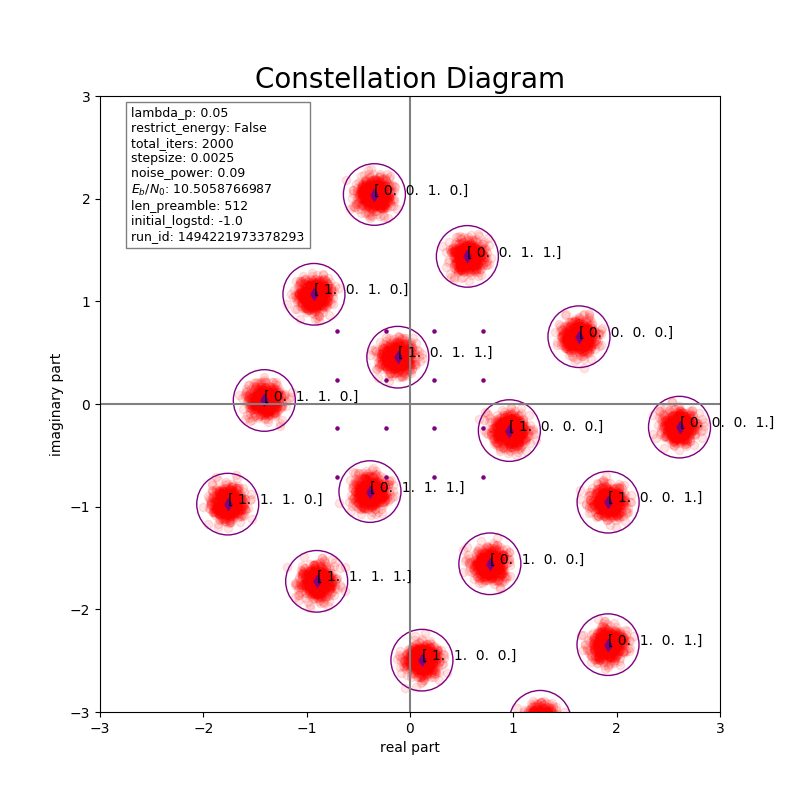 Constellation Diagram
lambda_p: 0.05
restrict_energy: False
total_iters: 2000
stepsize: 0.0025
noise_power: 0.09
E_b/N_0: 10.5058766987
len_preamble: 512
initial_logstd: -1.0
run_id: 1494221973378293
[ 0. 0. 1. 0.]
[ 0. 0. 1. 1.]
[ 1. 0. 1. 0.]
[ 0. 0. 0. 0.]
[ 1. 0. 1. 1.]
[ 0. 1. 1. 0.]
[ 1. 0. 0. 0.]
[ 0. 0. 0. 1.]
[ 0. 1. 1. 1.]
[ 1. 1. 1. 0.]
[ 1. 0. 0. 1.]
[ 0. 1. 0. 0.]
[ 1. 1. 1. 1.]
[ 0. 1. 0. 1.]
[ 1. 1. 0. 0.]
3
2
1
0
−1
−2
−3
imaginary part
−3 −2 −1 0 1 2 3
real part